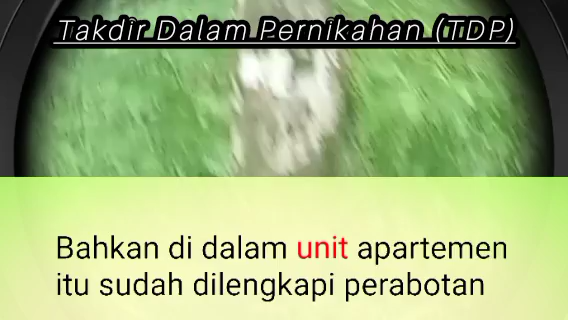 Takdir Dalam Pernikahan (TDP)
Bahkan di dalam unit apartemen
itu sudah dilengkapi perabotan